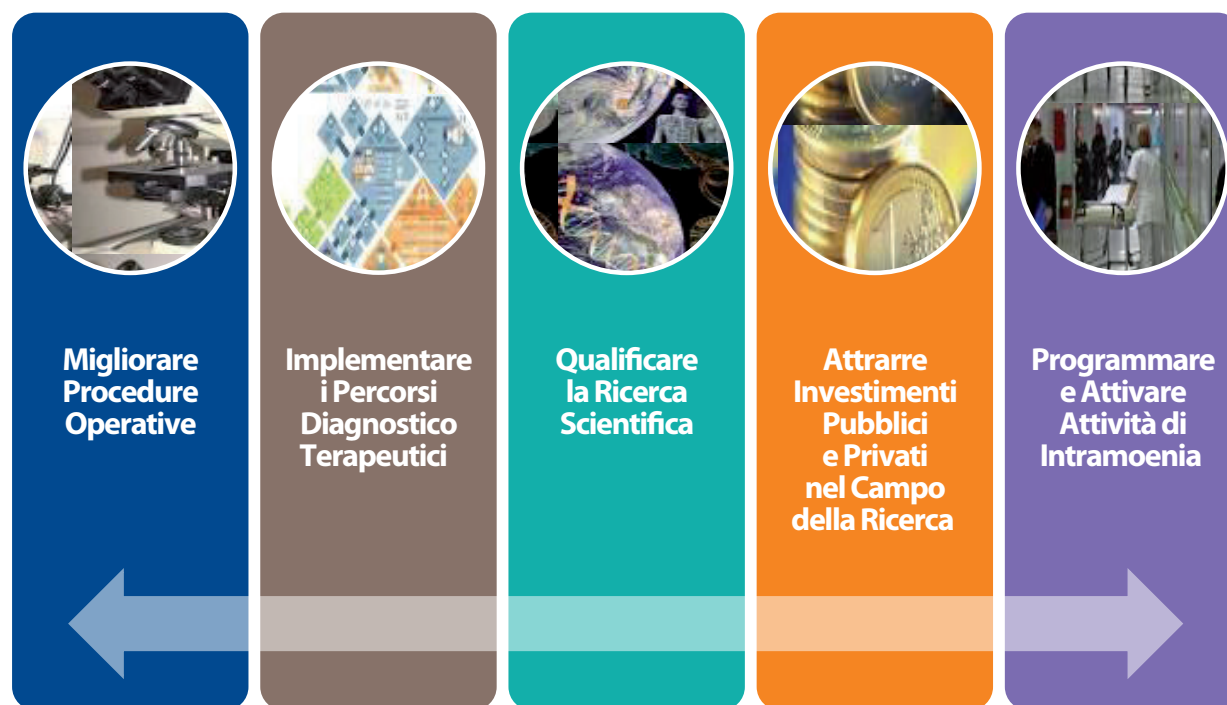 Migliorare
Procedure
Operative
Implementare
i Percorsi
Diagnostico
Terapeutici
Qualificare
la Ricerca
Scientifica
Attrarre
Investimenti
Pubblici
e Privati
nel Campo
della Ricerca
Programmare
e Attivare
Attività di
Intramoenia